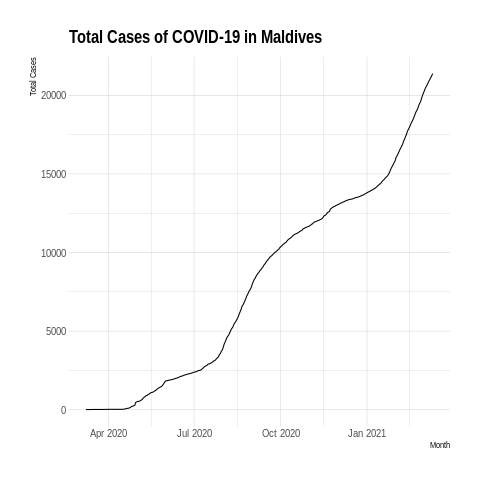 Total Cases of COVID-19 in Maldives
Total Cases
20000
15000
10000
5000
0
Apr 2020 Jul 2020 Oct 2020 Jan 2021
Month